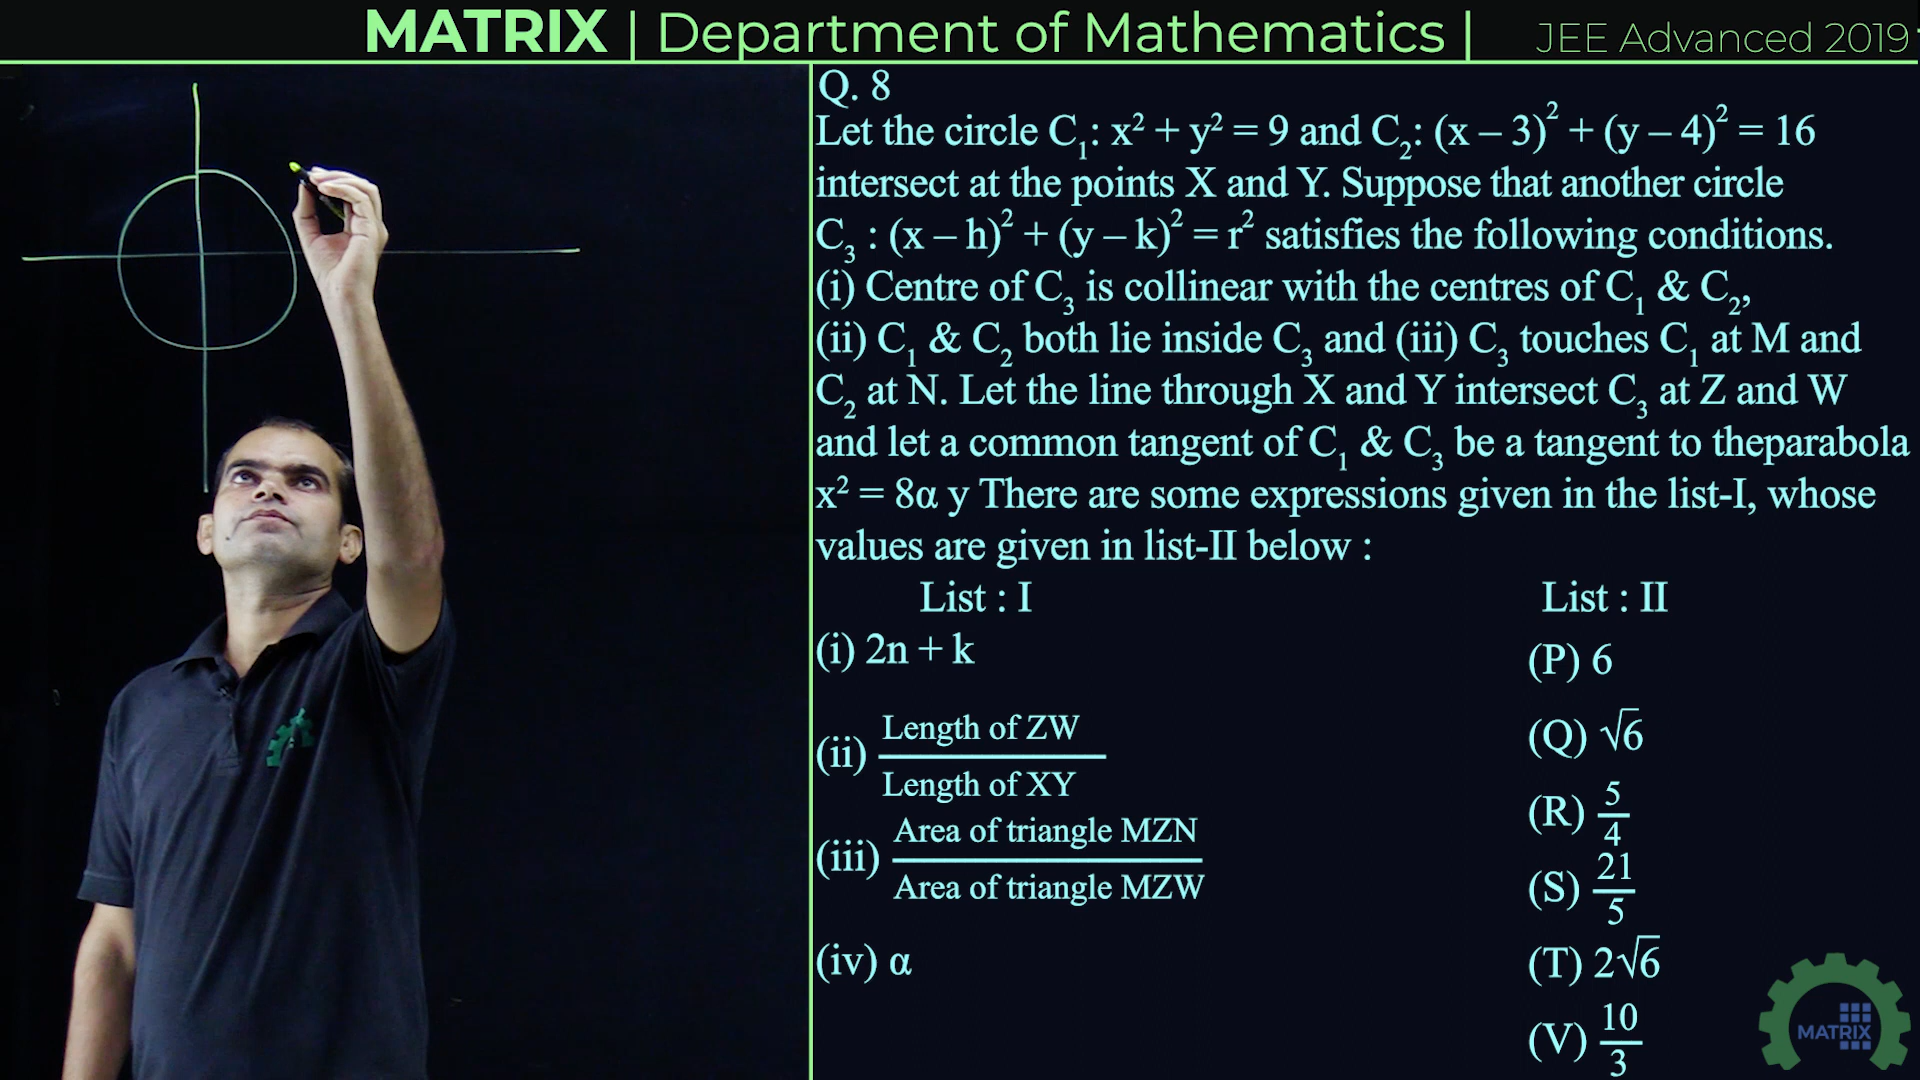 MATRIX | Department of Mathematics | JEE Advanced 2019
Q. 8
Let the circle C₁: x² + y² = 9 and C₂: (x – 3)² + (y – 4)² = 16
intersect at the points X and Y. Suppose that another circle
C₃ : (x – h)² + (y – k)² = r² satisfies the following conditions.
(i) Centre of C₃ is collinear with the centres of C₁ & C₂,
(ii) C₁ & C₂ both lie inside C₃ and (iii) C₃ touches C₁ at M and
C₂ at N. Let the line through X and Y intersect C₃ at Z and W
and let a common tangent of C₁ & C₃ be a tangent to theparabola
x² = 8α y There are some expressions given in the list-I, whose
values are given in list-II below :
List : I List : II
(i) 2n + k (P) 6
(ii) Length of ZW / Length of XY (Q) √6
(R) 5/4
(iii) Area of triangle MZN / Area of triangle MZW (S) 21/5
(iv) α (T) 2√6
(V) 10/3
MATRIX